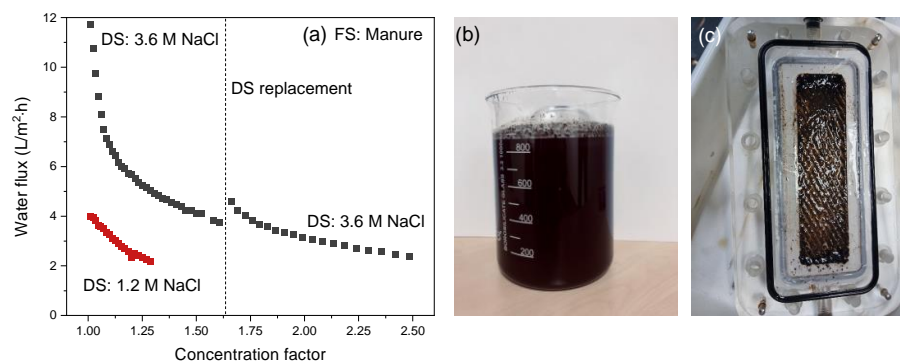 12
10
8
6
4
2
0
Water flux (L/m²·h)
1.00
1.25
1.50
1.75
2.00
2.25
2.50
Concentration factor
DS: 3.6 M NaCl
(a) FS: Manure
DS replacement
DS: 3.6 M NaCl
DS: 1.2 M NaCl
(b)
800
600
400
200
(c)